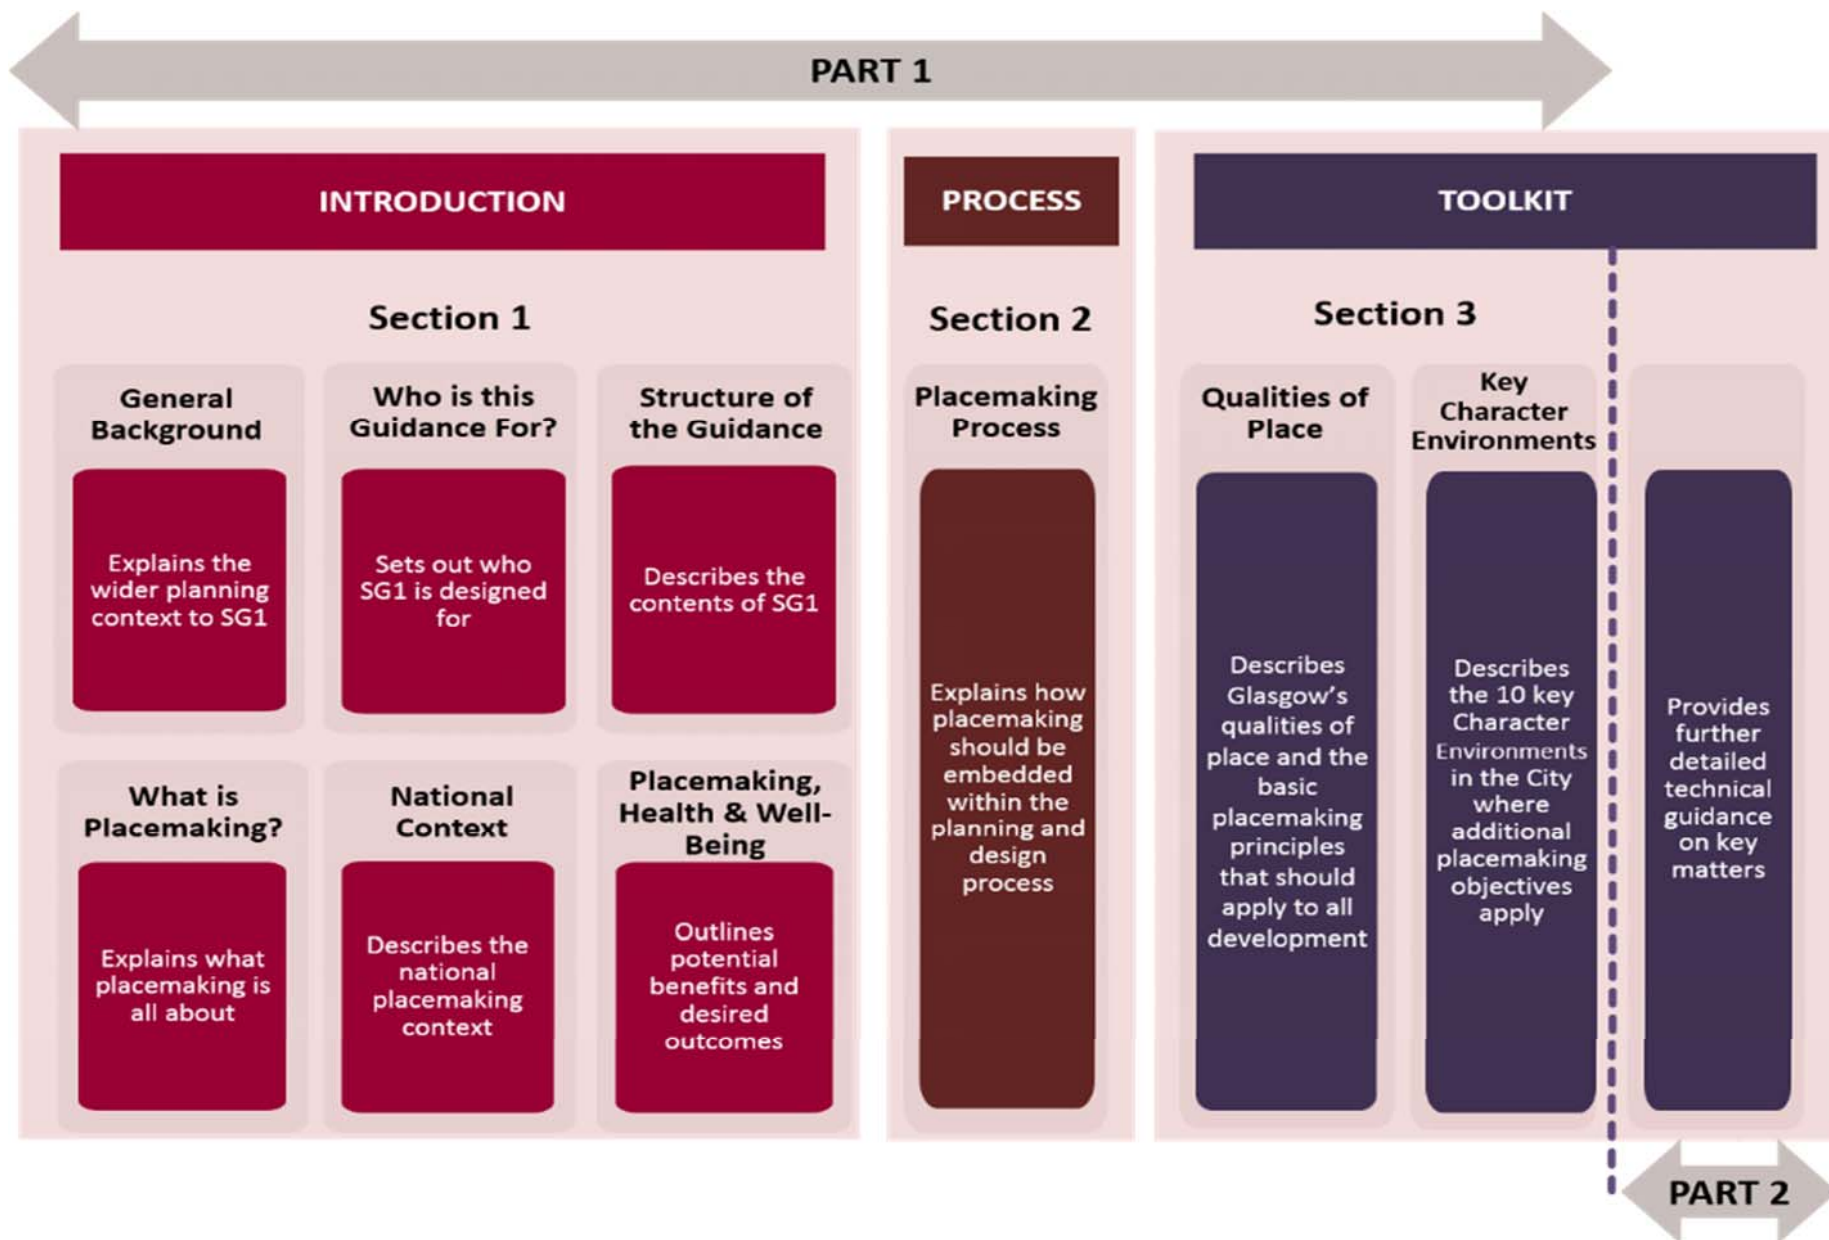 PART 1
INTRODUCTION
PROCESS
TOOLKIT
Section 1
Section 2
Section 3
General
Background
Who is this
Guidance For?
Structure of
the Guidance
Explains the
wider planning
context to SG1
Sets out who
SG1 is designed
for
Describes the
contents of SG1
What is
Placemaking?
National
Context
Placemaking,
Health & Well-
Being
Explains what
placemaking is
all about
Describes the
national
placemaking
context
Outlines
potential
benefits and
desired
outcomes
Placemaking
Process
Explains how
placemaking
should be
embedded
within the
planning and
design
process
Qualities of
Place
Describes
Glasgow’s
qualities of
place and the
basic
placemaking
principles
that should
apply to all
development
Key
Character
Environments
Describes
the 10 key
Character
Environments
in the City
where
additional
placemaking
objectives
apply
Provides
further
detailed
technical
guidance
on key
matters
PART 2